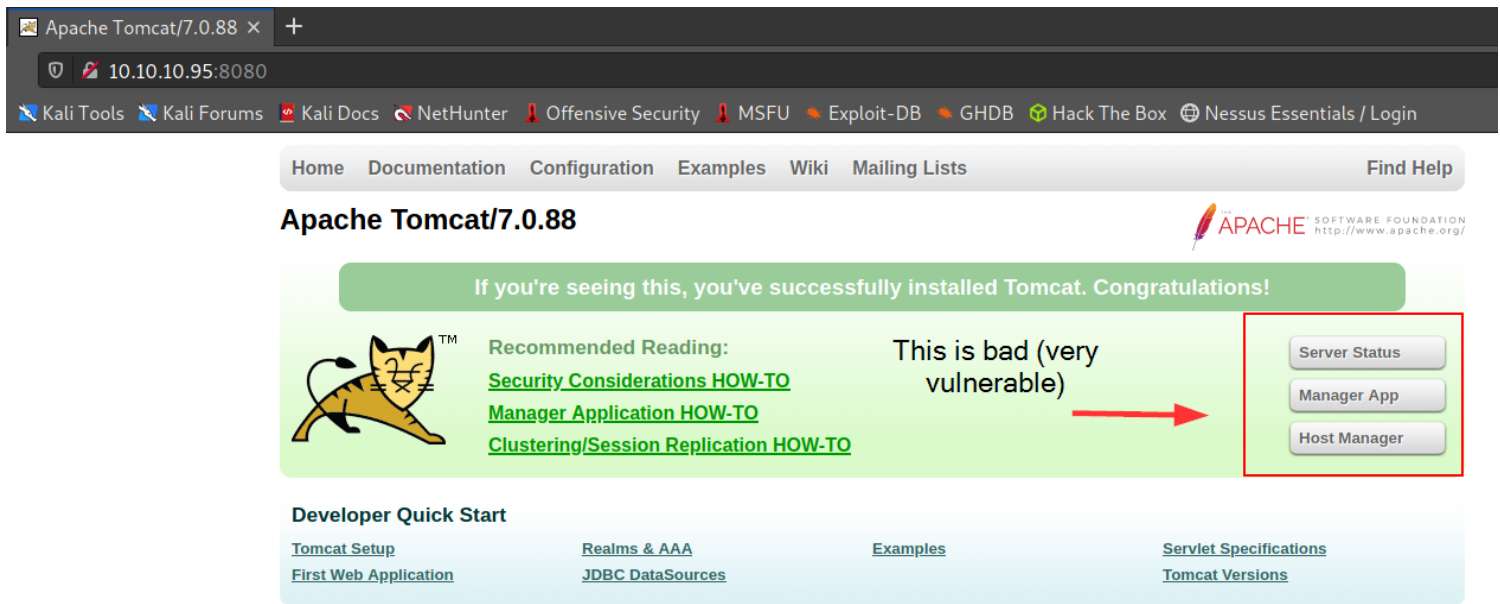 Apache Tomcat/7.0.88
10.10.10.95:8080
Kali Tools Kali Forums Kali Docs NetHunter Offensive Security MSFU Exploit-DB GHDB Hack The Box Nessus Essentials / Login
Home Documentation Configuration Examples Wiki Mailing Lists Find Help
Apache Tomcat/7.0.88
THE
APACHE SOFTWARE FOUNDATION
http://www.apache.org/
If you're seeing this, you've successfully installed Tomcat. Congratulations!
TM
Recommended Reading:
Security Considerations HOW-TO
Manager Application HOW-TO
Clustering/Session Replication HOW-TO
This is bad (very
vulnerable)
Server Status
Manager App
Host Manager
Developer Quick Start
Tomcat Setup
First Web Application
Realms & AAA
JDBC DataSources
Examples
Servlet Specifications
Tomcat Versions